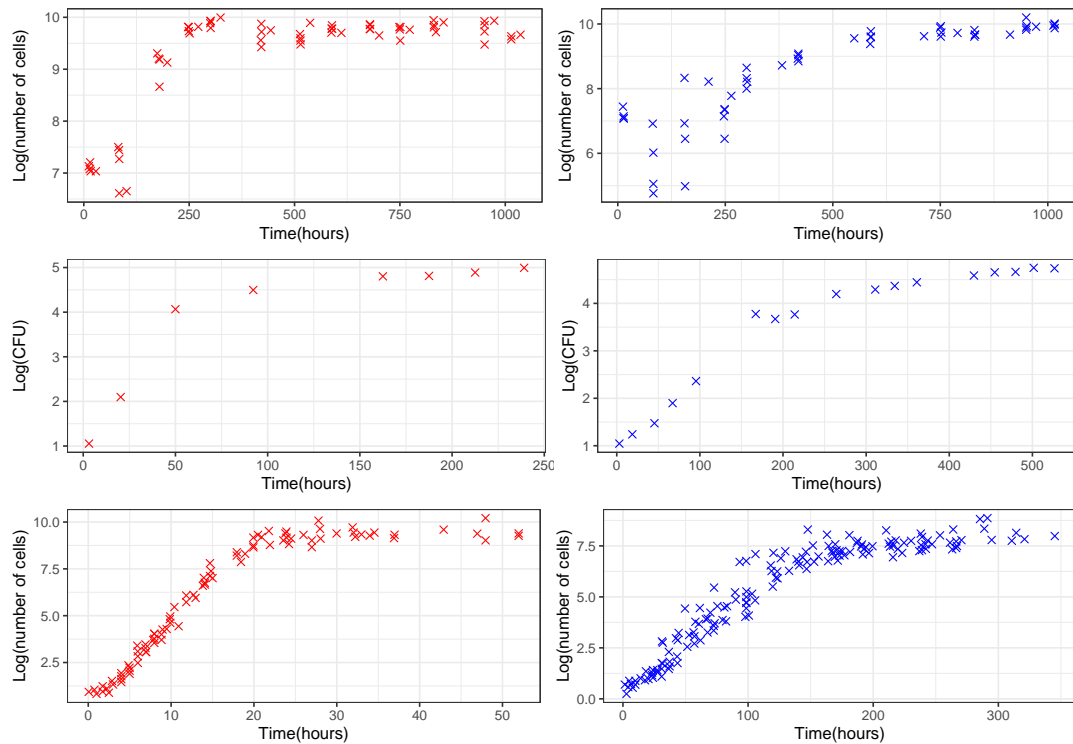 Log(number of cells)
10
9
8
7
0 250 500 750 1000
Time(hours)
Log(number of cells)
10
8
6
0 250 500 750 1000
Time(hours)
Log(CFU)
5
4
3
2
1
0 50 100 150 200 250
Time(hours)
Log(CFU)
4
3
2
1
0 100 200 300 400 500
Time(hours)
Log(number of cells)
10.0
7.5
5.0
2.5
0 10 20 30 40 50
Time(hours)
Log(number of cells)
7.5
5.0
2.5
0.0
0 100 200 300
Time(hours)